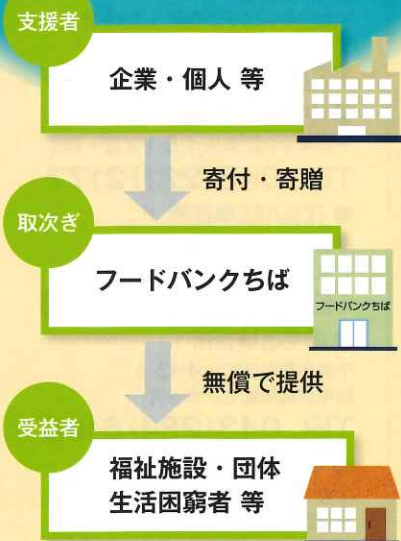 支援者
企業・個人 等
寄付・寄贈
取次ぎ
フードバンクちば
フードバンクちば
無償で提供
受益者
福祉施設・団体
生活困窮者 等